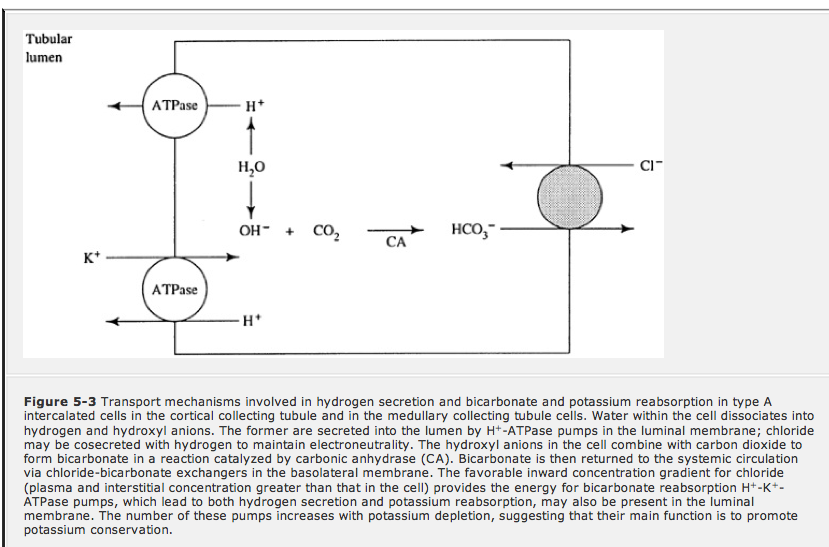 Tubular
lumen
ATPase
H⁺
H₂O
Cl⁻
OH⁻ + CO₂
CA
HCO₃⁻
K⁺
ATPase
H⁺
Figure 5-3 Transport mechanisms involved in hydrogen secretion and bicarbonate and potassium reabsorption in type A
intercalated cells in the cortical collecting tubule and in the medullary collecting tubule cells. Water within the cell dissociates into
hydrogen and hydroxyl anions. The former are secreted into the lumen by H⁺-ATPase pumps in the luminal membrane; chloride
may be cosecreted with hydrogen to maintain electroneutrality. The hydroxyl anions in the cell combine with carbon dioxide to
form bicarbonate in a reaction catalyzed by carbonic anhydrase (CA). Bicarbonate is then returned to the systemic circulation
via chloride-bicarbonate exchangers in the basolateral membrane. The favorable inward concentration gradient for chloride
(plasma and interstitial concentration greater than that in the cell) provides the energy for bicarbonate reabsorption H⁺-K⁺-
ATPase pumps, which lead to both hydrogen secretion and potassium reabsorption, may also be present in the luminal
membrane. The number of these pumps increases with potassium depletion, suggesting that their main function is to promote
potassium conservation.